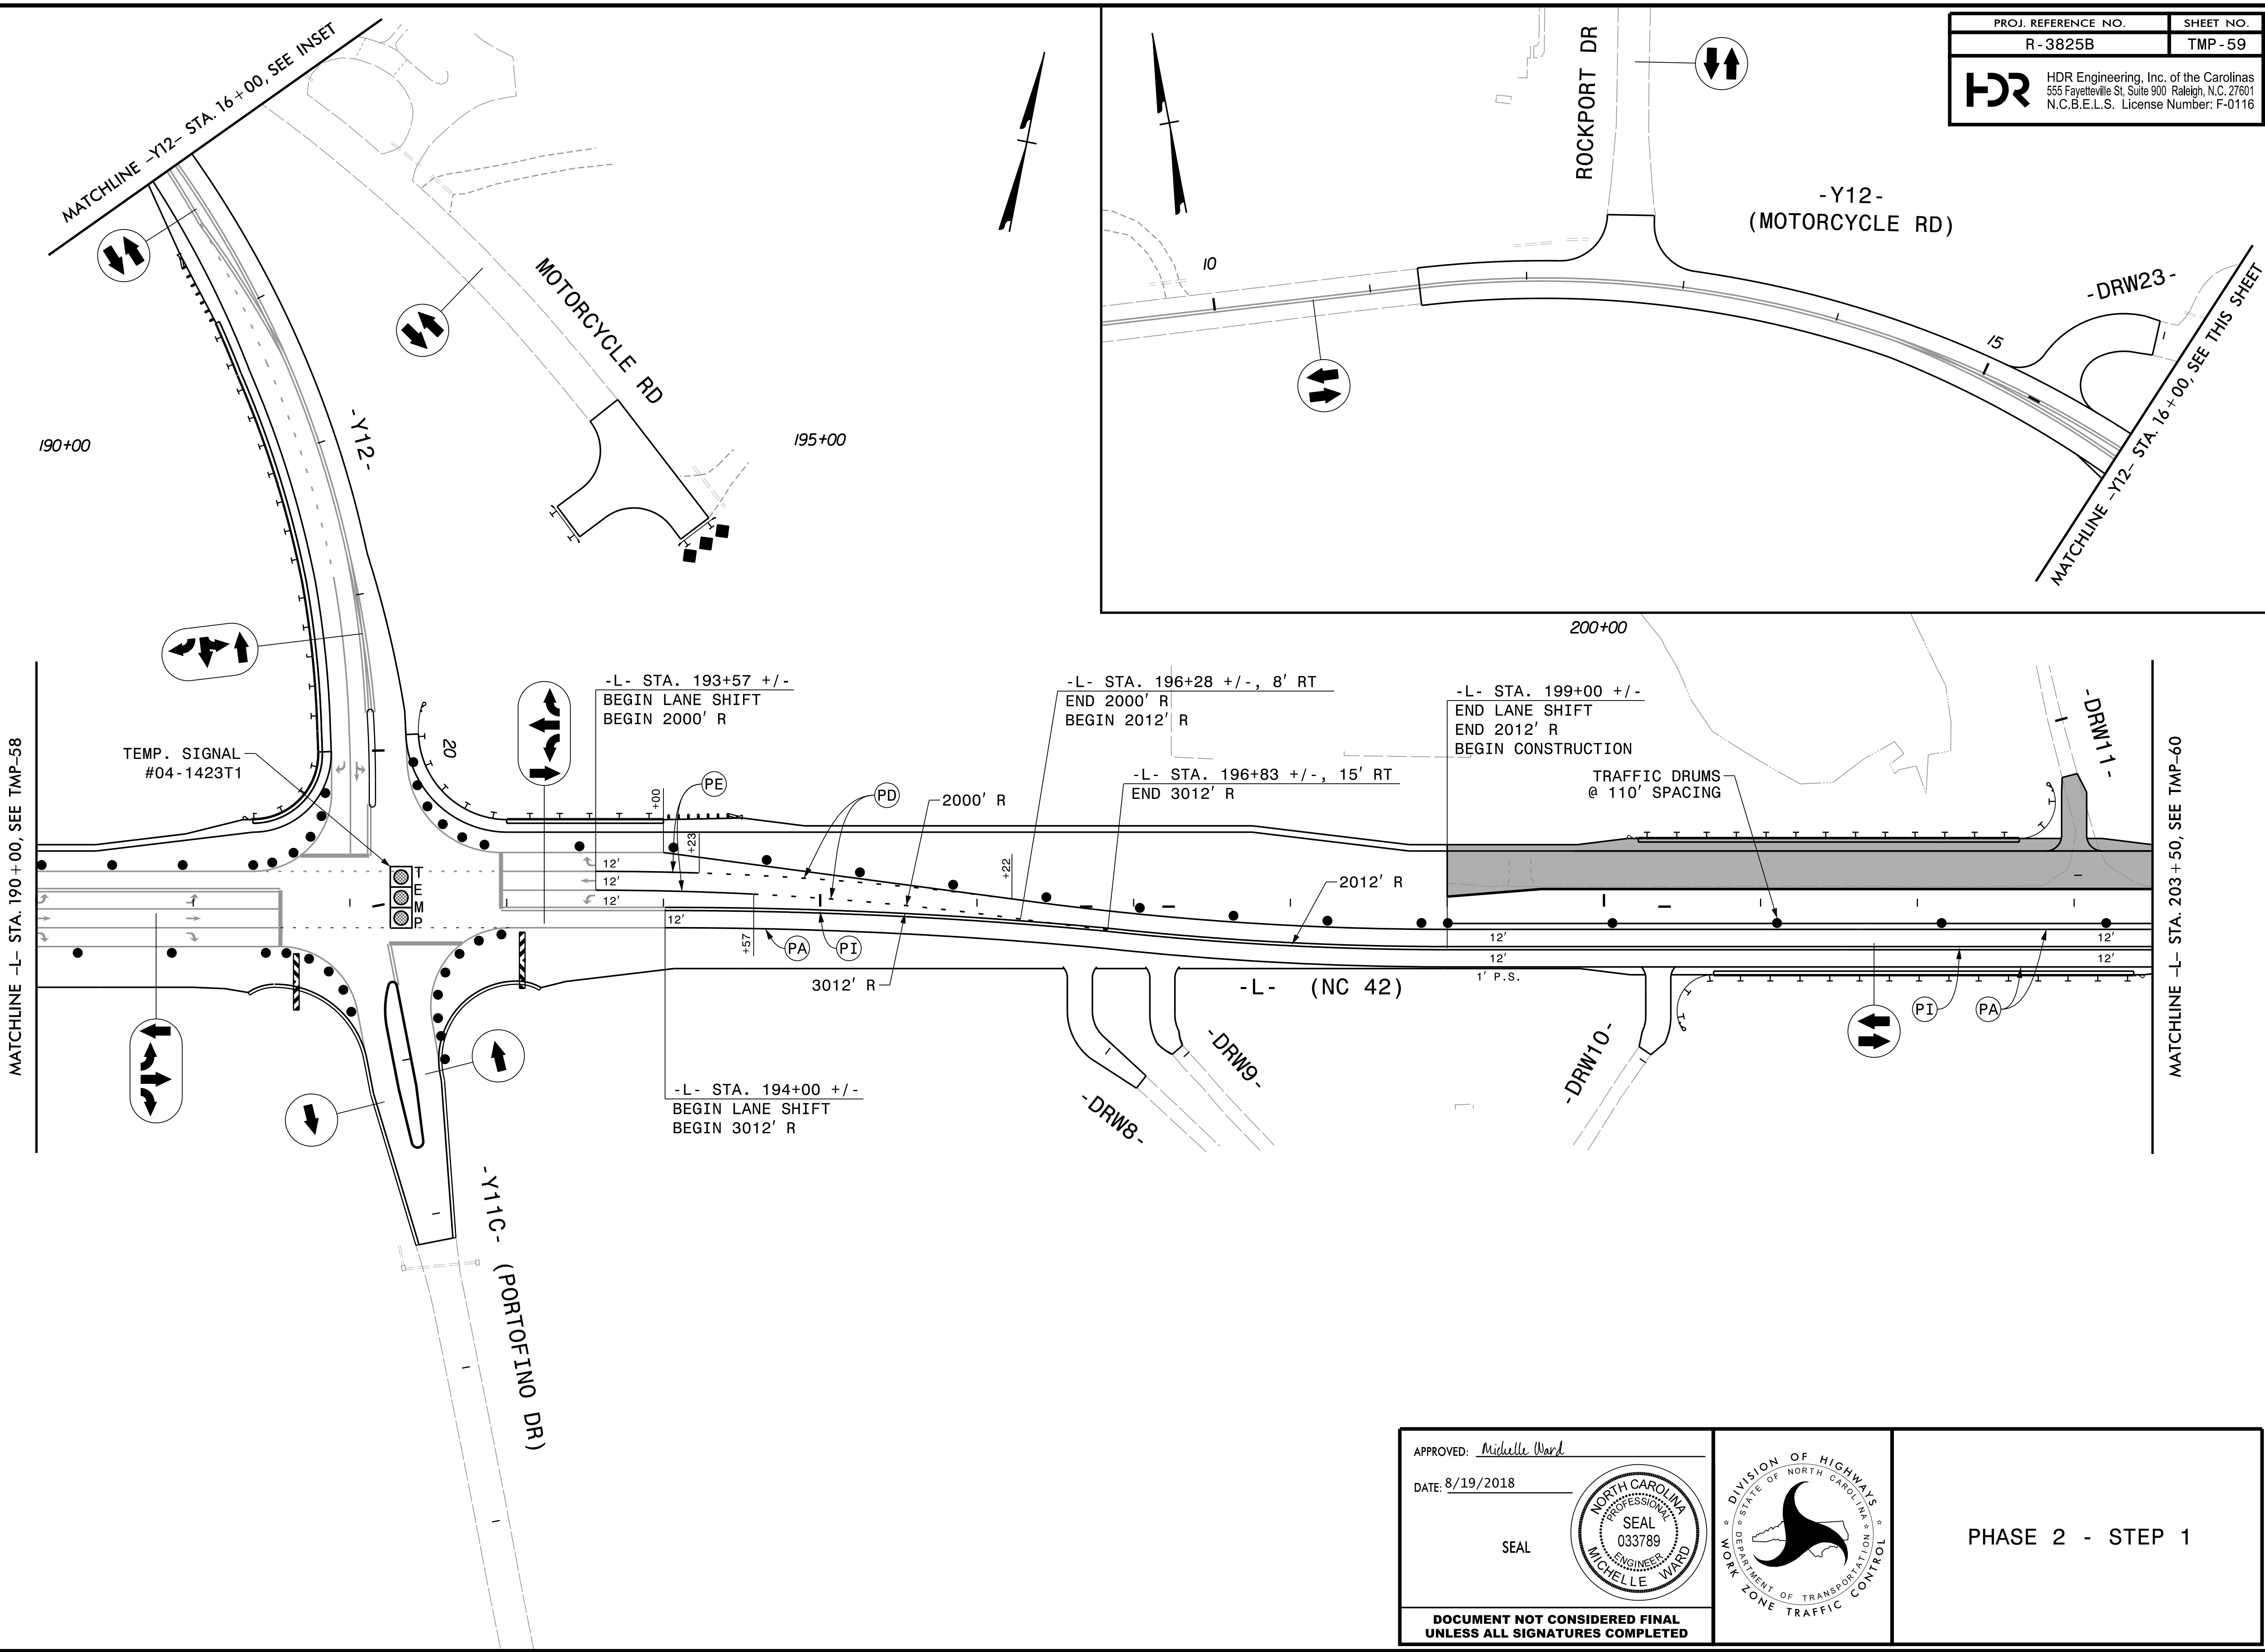 PROJ. REFERENCE NO.
SHEET NO.
R-3825B
TMP-59
HDR
HDR Engineering, Inc. of the Carolinas
555 Fayetteville St, Suite 900 Raleigh, N.C. 27601
N.C.B.E.L.S. License Number: F-0116
MATCHLINE -Y12- STA. 16+00, SEE INSET
MOTORCYCLE RD
-Y12-
190+00
195+00
ROCKPORT DR
-Y12-
(MOTORCYCLE RD)
10
15
-DRW23-
MATCHLINE -Y12- STA. 16+00, SEE THIS SHEET
200+00
MATCHLINE -L- STA. 190+00, SEE TMP-58
TEMP. SIGNAL
#04-1423T1
20
TEMP
-L- STA. 193+57 +/-
BEGIN LANE SHIFT
BEGIN 2000' R
-L- STA. 196+28 +/-, 8' RT
END 2000' R
BEGIN 2012' R
-L- STA. 196+83 +/-, 15' RT
END 3012' R
-L- STA. 199+00 +/-
END LANE SHIFT
END 2012' R
BEGIN CONSTRUCTION
TRAFFIC DRUMS
@ 110' SPACING
-DRW11-
MATCHLINE -L- STA. 203+50, SEE TMP-60
+00
PE
+23
PD
2000' R
+22
2012' R
12'
12'
12'
12'
+57
PA
PI
3012' R
12'
12'
12'
12'
1' P.S.
-L- (NC 42)
PI
PA
-L- STA. 194+00 +/-
BEGIN LANE SHIFT
BEGIN 3012' R
-DRW8-
-DRW9-
-DRW10-
-Y11C- (PORTOFINO DR)
APPROVED: Michelle Ward
DATE: 8/19/2018
SEAL
NORTH CAROLINA
PROFESSIONAL
SEAL
033789
ENGINEER
MICHELLE WARD
DOCUMENT NOT CONSIDERED FINAL
UNLESS ALL SIGNATURES COMPLETED
DIVISION OF HIGHWAYS
STATE OF NORTH CAROLINA
DEPARTMENT OF TRANSPORTATION
WORK ZONE TRAFFIC CONTROL
PHASE 2 - STEP 1